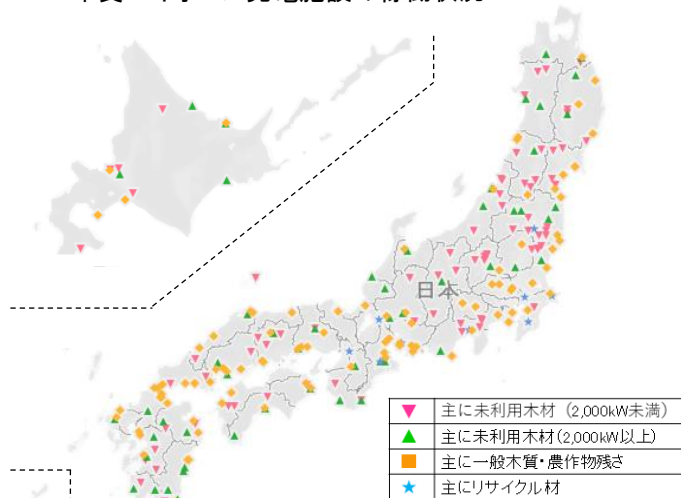 日本
主に未利用木材（2,000kW未満）
主に未利用木材(2,000kW以上)
主に一般木質・農作物残さ
主にリサイクル材